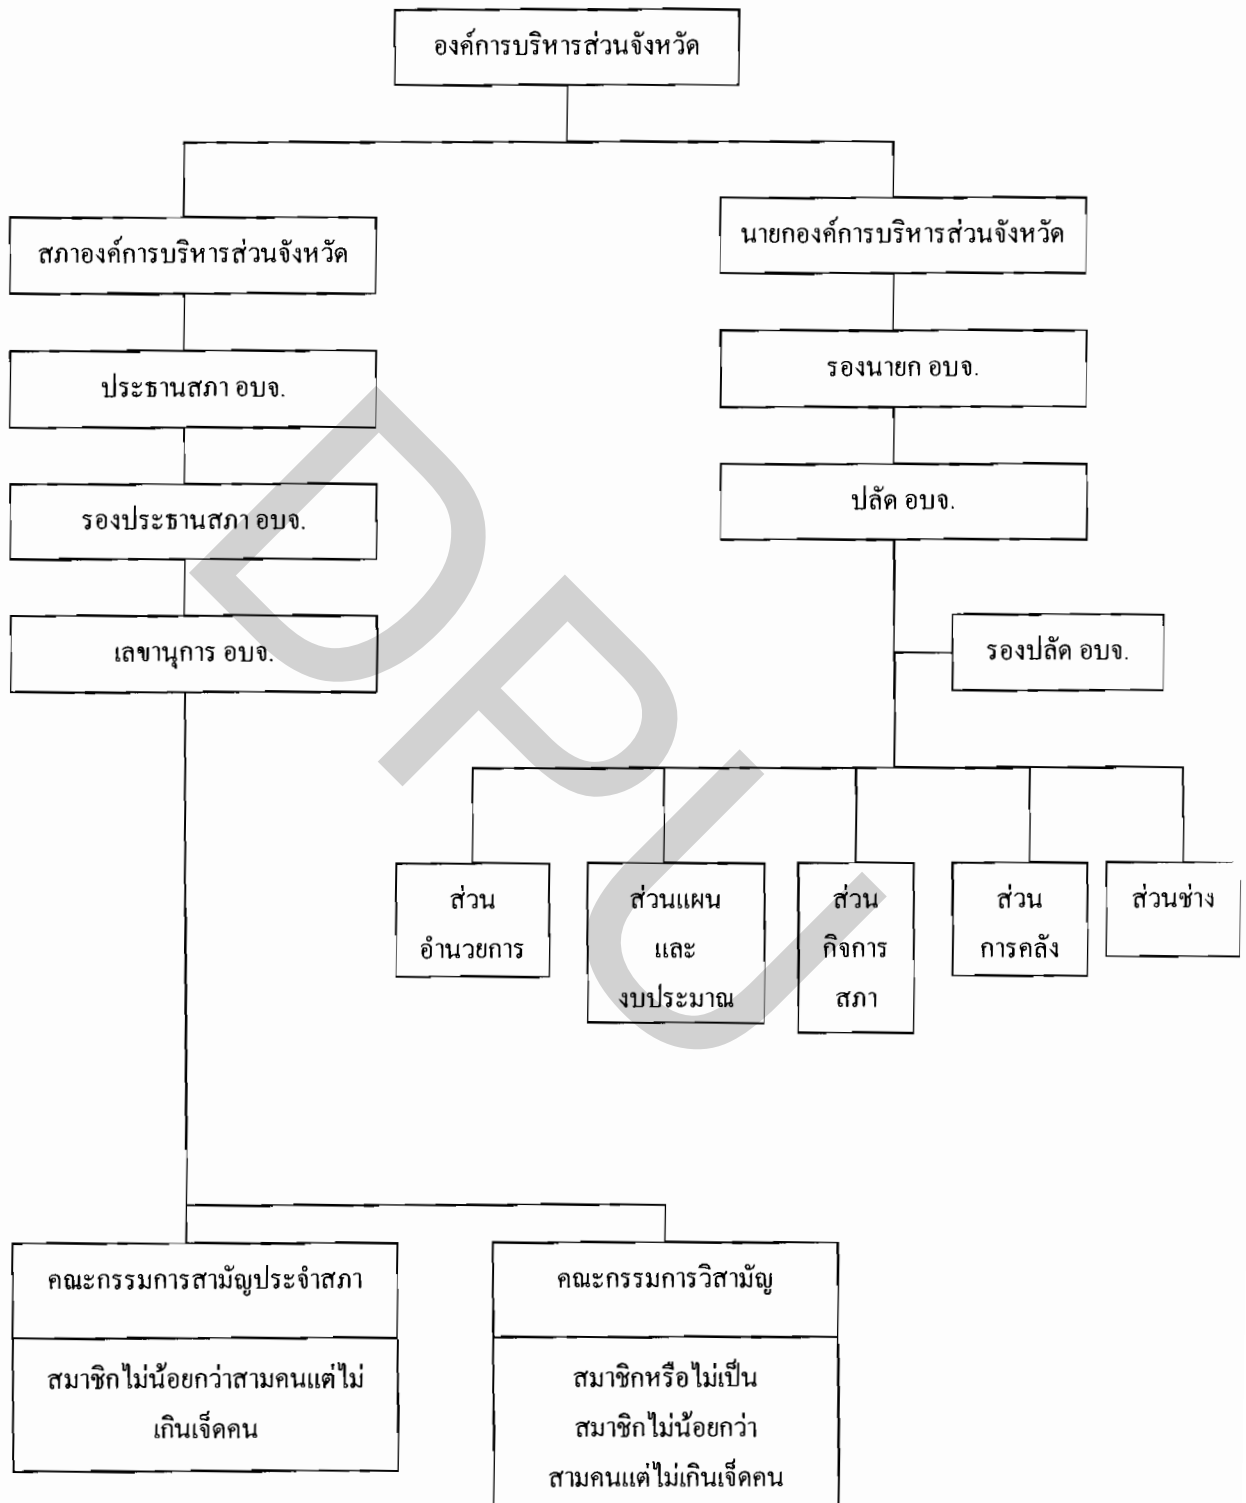 องค์การบริหารส่วนจังหวัด
สภาองค์การบริหารส่วนจังหวัด
นายกองค์การบริหารส่วนจังหวัด
ประธานสภา อบจ.
รองนายก อบจ.
รองประธานสภา อบจ.
ปลัด อบจ.
เลขานุการ อบจ.
รองปลัด อบจ.
ส่วน
อำนวยการ
ส่วนแผน
และ
งบประมาณ
ส่วน
กิจการ
สภา
ส่วน
การคลัง
ส่วนช่าง
คณะกรรมการสามัญประจำสภา
สมาชิกไม่น้อยกว่าสามคนแต่ไม่
เกินเจ็ดคน
คณะกรรมการวิสามัญ
สมาชิกหรือไม่เป็น
สมาชิกไม่น้อยกว่า
สามคนแต่ไม่เกินเจ็ดคน
DPU